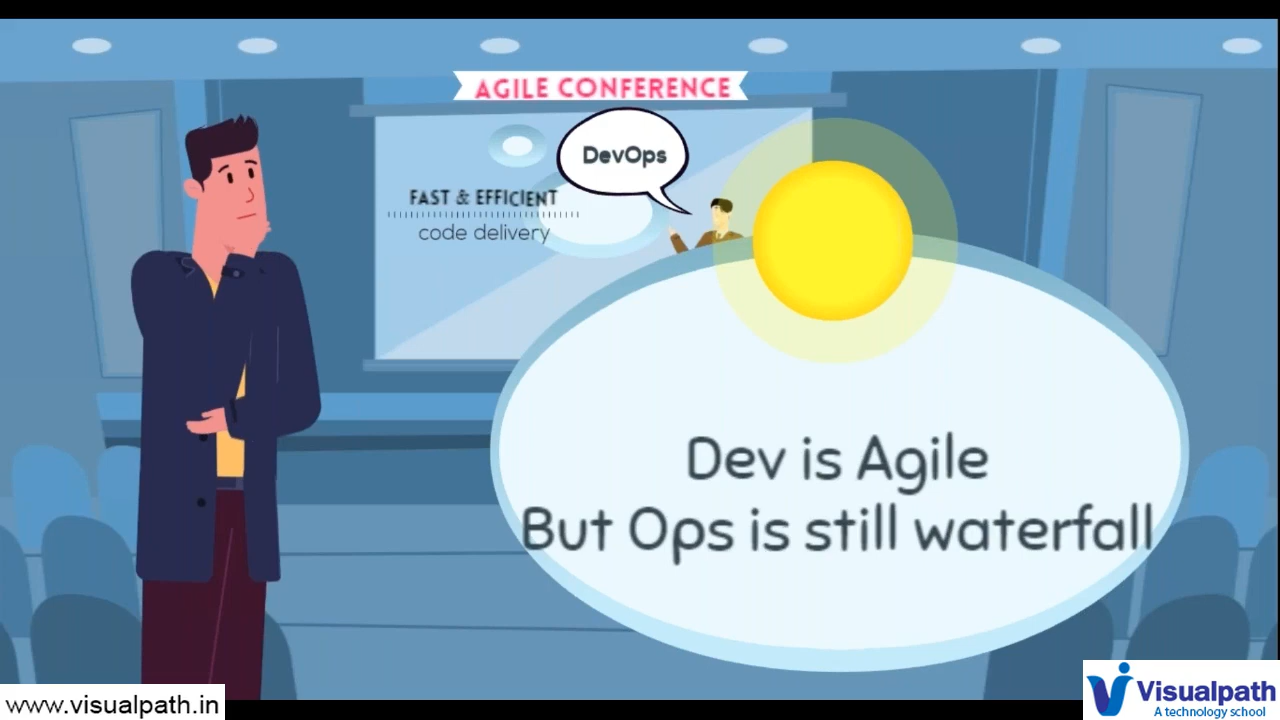 AGILE CONFERENCE
DevOps
FAST & EFFICIENT
code delivery
Dev is Agile
But Ops is still waterfall
www.visualpath.in
Visualpath
A technology school